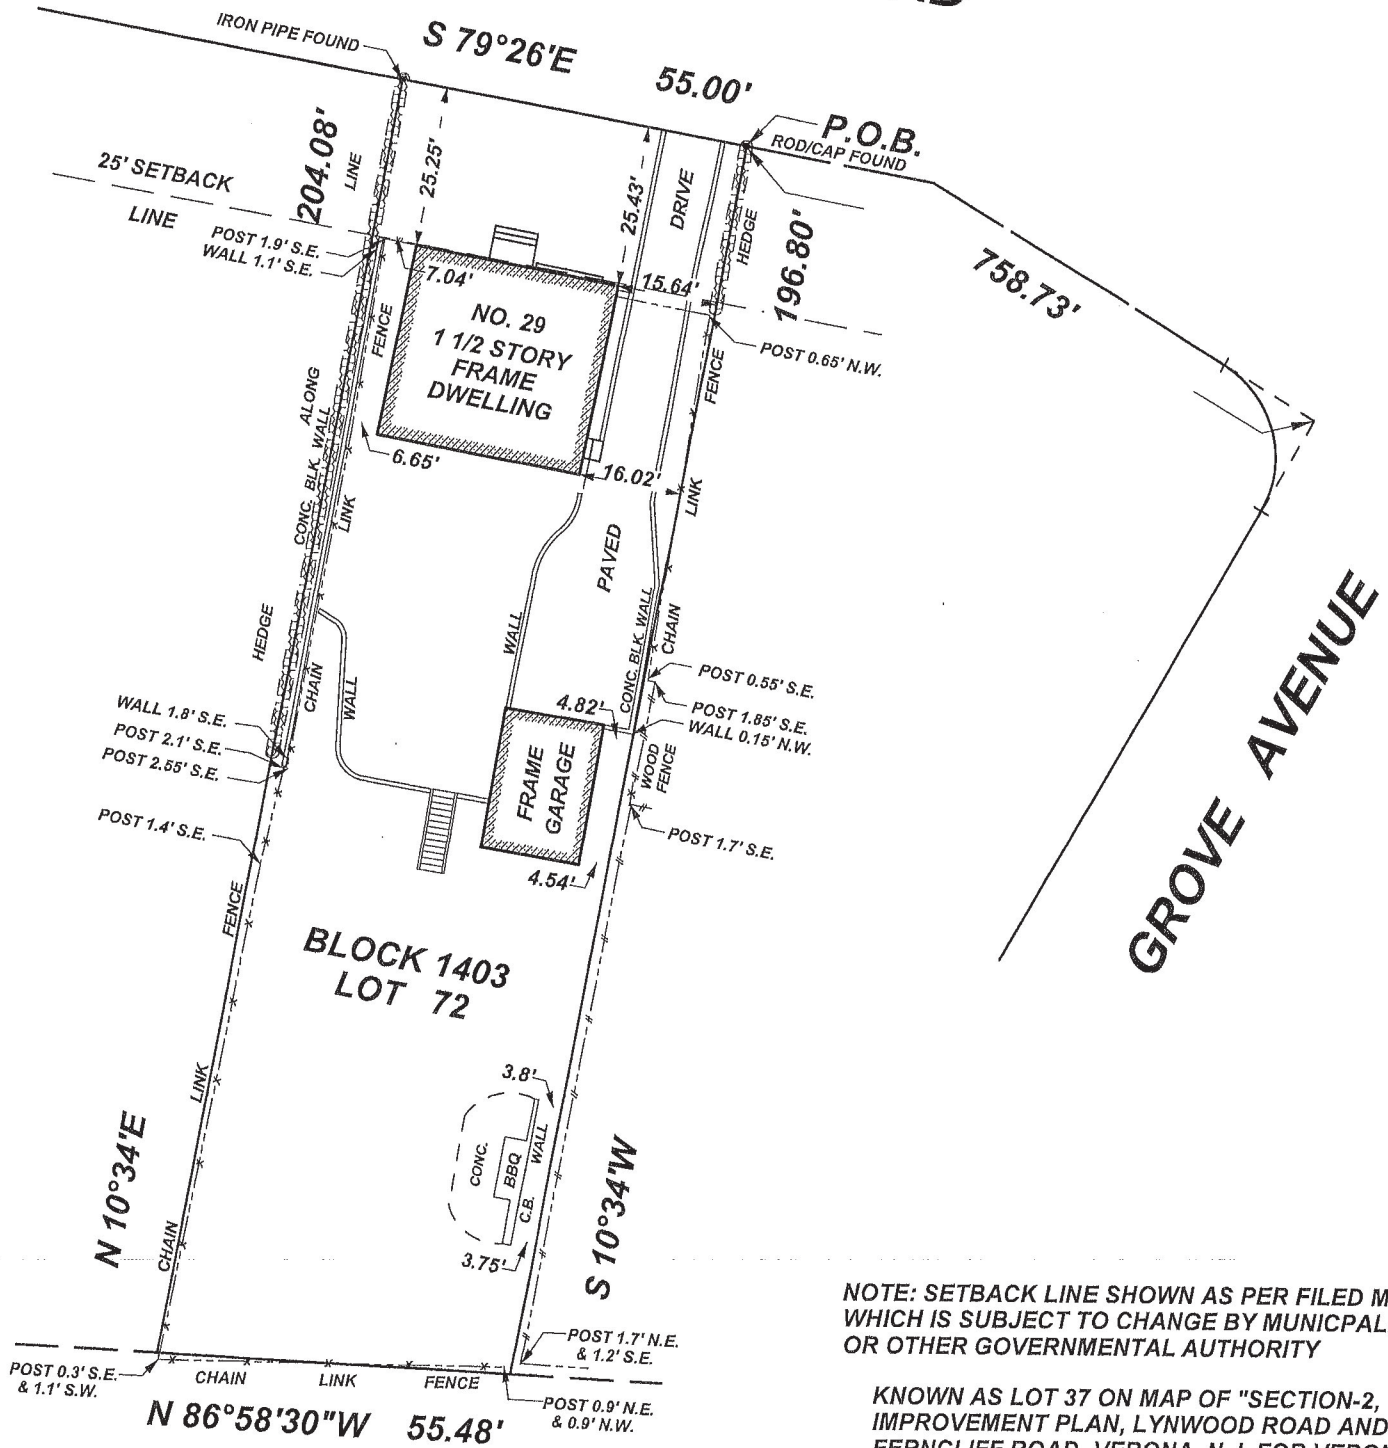 IRON PIPE FOUND
S 79°26'E 55.00'
P.O.B.
ROD/CAP FOUND
204.08'
LINE
25.25'
25.43'
DRIVE
HEDGE
196.80'
758.73'
25' SETBACK
LINE
POST 1.9' S.E.
WALL 1.1' S.E.
7.04'
15.64'
FENCE
NO. 29
1 1/2 STORY
FRAME
DWELLING
POST 0.65' N.W.
FENCE
ALONG
CONC. BLK. WALL
6.65'
16.02'
LINK
LINK
PAVED
HEDGE
CHAIN
WALL
WALL
CONC. BLK. WALL
CHAIN
POST 0.55' S.E.
POST 1.85' S.E.
WALL 0.15' N.W.
4.82'
WALL 1.8' S.E.
POST 2.1' S.E.
POST 2.55' S.E.
WOOD
FENCE
FRAME
GARAGE
POST 1.4' S.E.
POST 1.7' S.E.
4.54'
GROVE AVENUE
FENCE
BLOCK 1403
LOT 72
LINK
3.8'
CONC.
BBQ
WALL
C.B.
3.75'
N 10°34'E
S 10°34'W
CHAIN
NOTE: SETBACK LINE SHOWN AS PER FILED M
WHICH IS SUBJECT TO CHANGE BY MUNICPAL
OR OTHER GOVERNMENTAL AUTHORITY
POST 1.7' N.E.
& 1.2' S.E.
POST 0.3' S.E.
& 1.1' S.W.
CHAIN LINK FENCE
POST 0.9' N.E.
& 0.9' N.W.
N 86°58'30"W 55.48'
KNOWN AS LOT 37 ON MAP OF "SECTION-2,
IMPROVEMENT PLAN, LYNWOOD ROAD AND